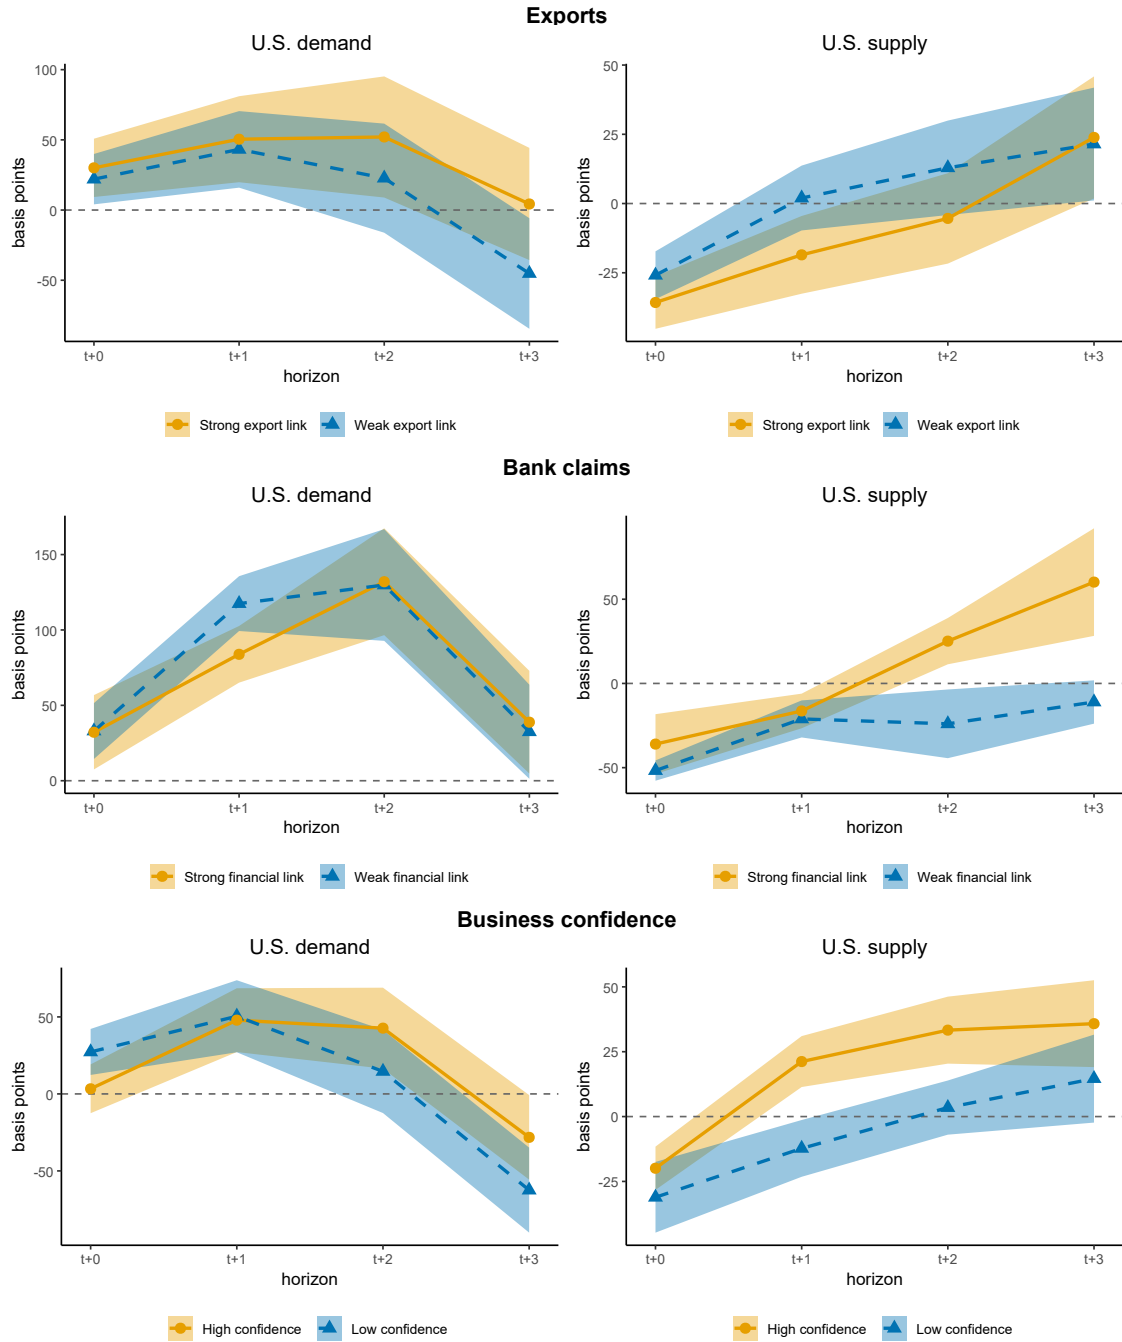 Exports
U.S. demand
U.S. supply
100
50
0
-50
basis points
t+0 t+1 t+2 t+3
horizon
50
25
0
-25
basis points
t+0 t+1 t+2 t+3
horizon
Strong export link Weak export link
Strong export link Weak export link
Bank claims
U.S. demand
U.S. supply
150
100
50
0
basis points
t+0 t+1 t+2 t+3
horizon
50
0
-50
basis points
t+0 t+1 t+2 t+3
horizon
Strong financial link Weak financial link
Strong financial link Weak financial link
Business confidence
U.S. demand
U.S. supply
50
0
-50
basis points
t+0 t+1 t+2 t+3
horizon
50
25
0
-25
basis points
t+0 t+1 t+2 t+3
horizon
High confidence Low confidence
High confidence Low confidence